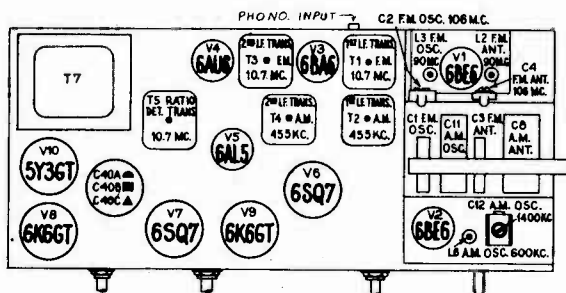 PHONO. INPUT
C2 F.M. OSC. 106 M.C.
T7
V4
6AU6
2ND I.F. TRANS.
T3 F.M.
10.7 MC.
V3
6BA6
1ST I.F. TRANS.
T1 F.M.
10.7 MC.
L3 F.M.
OSC.
90MC.
V1
6BE6
L2 F.M.
ANT.
90MC.
C4
F.M. ANT.
106 MC.
T5 RATIO
DET. TRANS.
10.7 MC.
2ND I.F. TRANS.
T4 A.M.
455KC.
1ST I.F. TRANS.
T2 A.M.
455KC.
C1 F.M.
OSC.
C11
A.M.
OSC.
C3 F.M.
ANT.
C8
A.M.
ANT.
V5
6AL5
V10
5Y3GT
C40A
C40B
C40C
V6
6SQ7
V8
6K6GT
V7
6SQ7
V9
6K6GT
V2
6BE6
C12 A.M. OSC.
1400KC.
L6 A.M. OSC. 600KC.